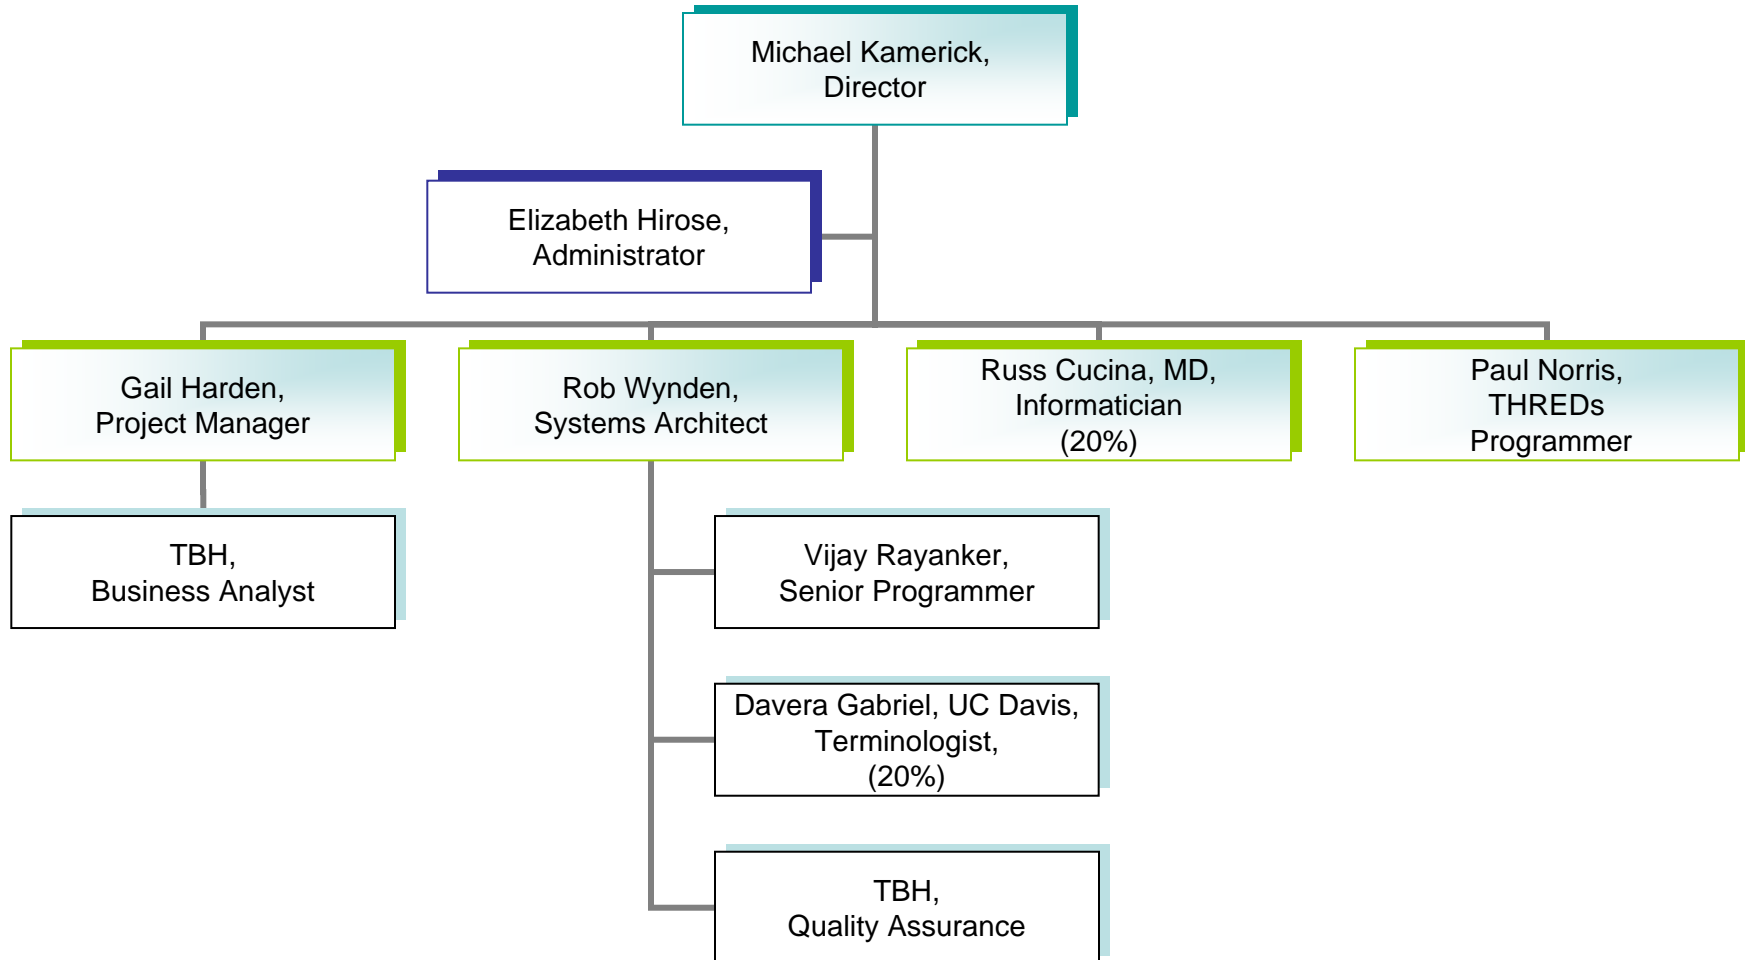 Michael Kamerick,
Director
Elizabeth Hirose,
Administrator
Gail Harden,
Project Manager
Rob Wynden,
Systems Architect
Russ Cucina, MD,
Informatician
(20%)
Paul Norris,
THREDs
Programmer
TBH,
Business Analyst
Vijay Rayanker,
Senior Programmer
Davera Gabriel, UC Davis,
Terminologist,
(20%)
TBH,
Quality Assurance